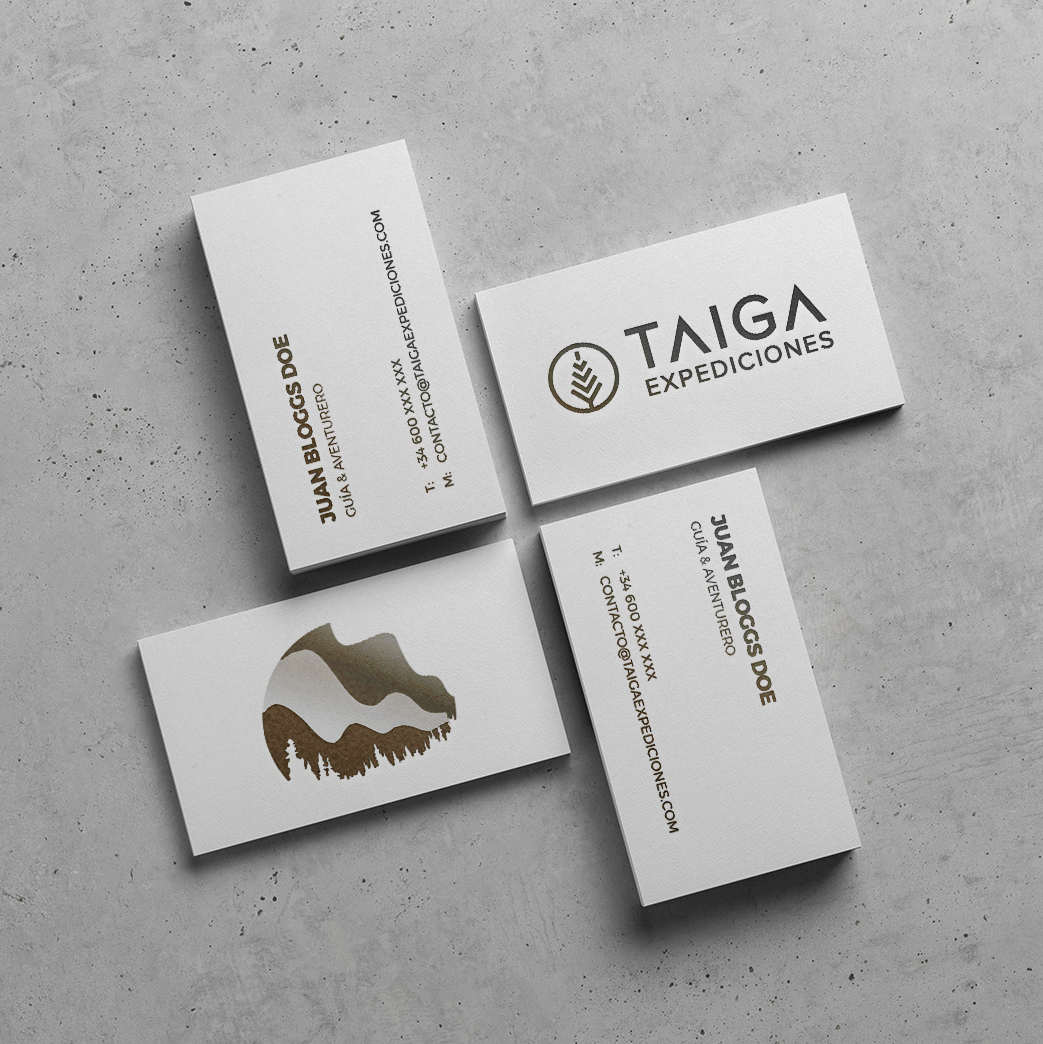 JUAN BLOGGS DOE
GUÍA & AVENTURERO
T: +34 600 XXX XXX
M: CONTACTO@TAIGAEXPEDICIONES.COM
TAIGA
EXPEDICIONES
JUAN BLOGGS DOE
GUÍA & AVENTURERO
T: +34 600 XXX XXX
M: CONTACTO@TAIGAEXPEDICIONES.COM